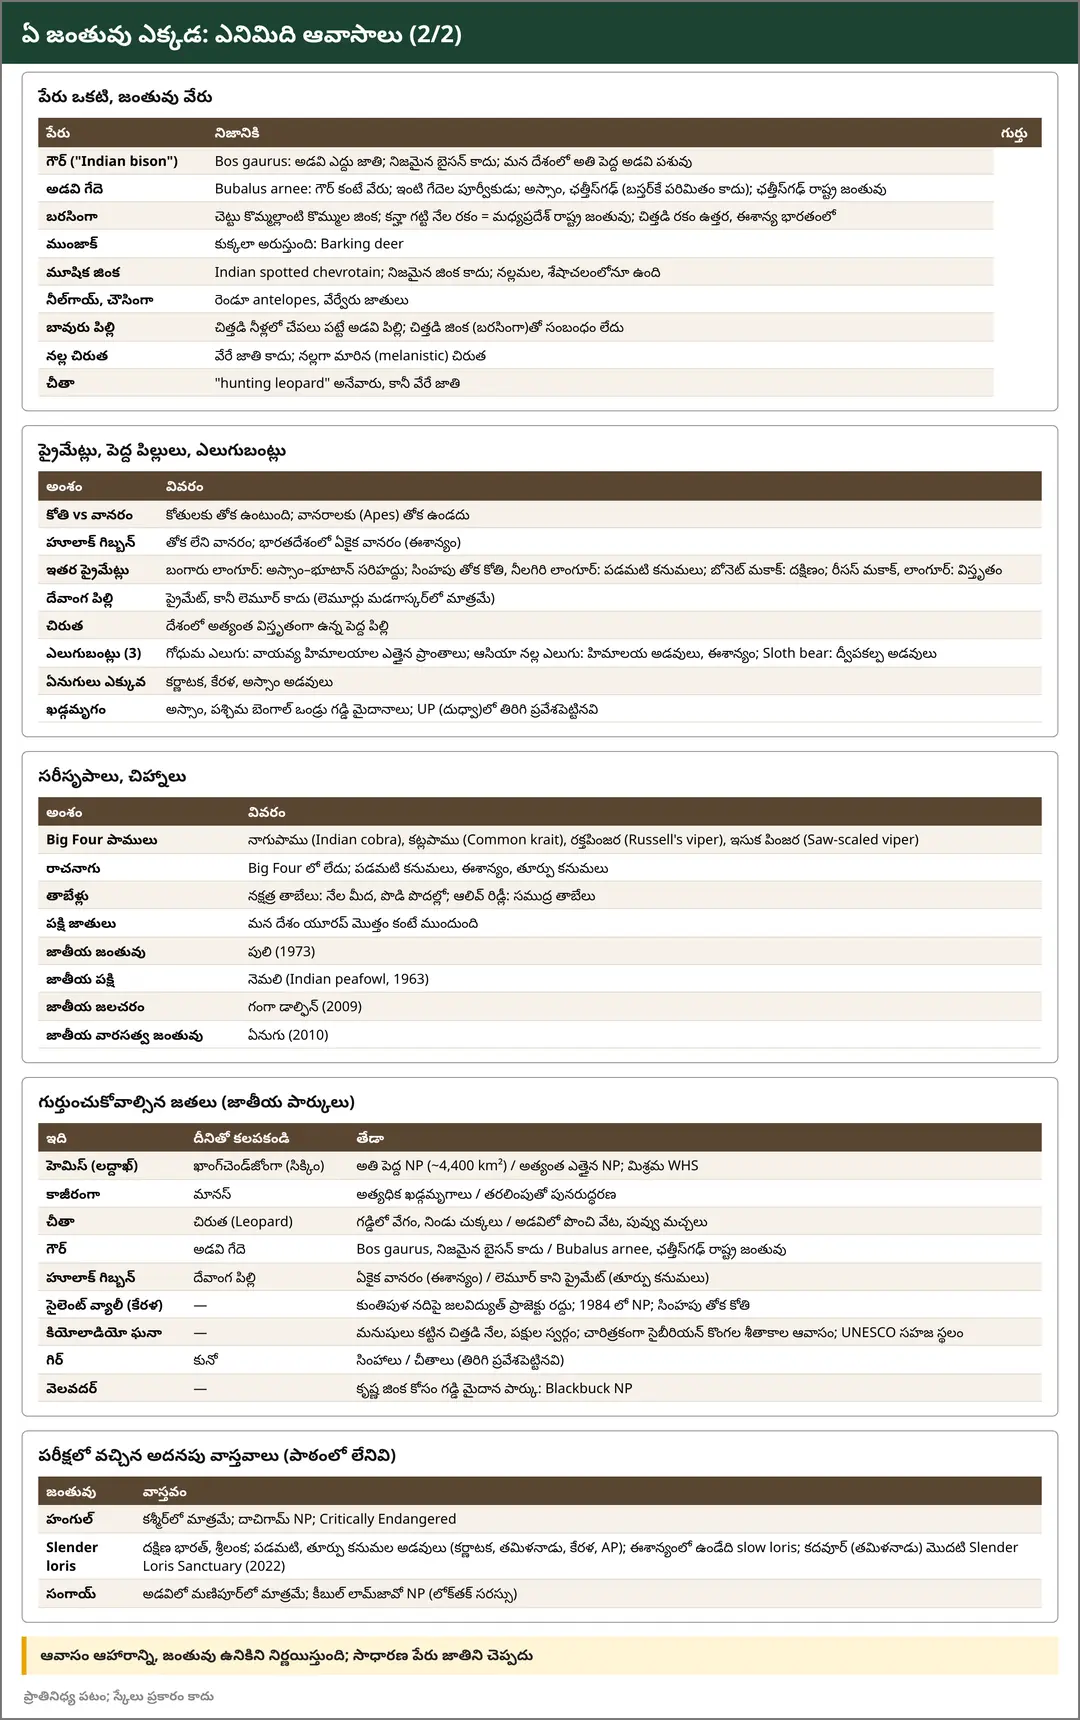 ఏ జంతువు ఎక్కడ: ఎనిమిది ఆవాసాలు (2/2)
పేరు ఒకటి, జంతువు వేరు
పేరు నిజానికి గుర్తు
గౌర్ ("Indian bison") Bos gaurus: అడవి ఎద్దు జాతి; నిజమైన బైసన్ కాదు; మన దేశంలో అతి పెద్ద అడవి పశువు
అడవి గేదె Bubalus arnee: గౌర్ కంటే వేరు; ఇంటి గేదెల పూర్వీకుడు; అస్సాం, ఛత్తీస్‌గఢ్ (బస్తర్‌కే పరిమితం కాదు); ఛత్తీస్‌గఢ్ రాష్ట్ర జంతువు
బరసింగా చెట్టు కొమ్మల్లాంటి కొమ్ముల జింక; కన్హా గట్టి నేల రకం = మధ్యప్రదేశ్ రాష్ట్ర జంతువు; చిత్తడి రకం ఉత్తర, ఈశాన్య భారతంలో
ముంజాక్ కుక్కలా అరుస్తుంది: Barking deer
మూషిక జింక Indian spotted chevrotain; నిజమైన జింక కాదు; నల్లమల, శేషాచలంలోనూ ఉంది
నీల్‌గాయ్, చౌసింగా రెండూ antelopes, వేర్వేరు జాతులు
బావురు పిల్లి చిత్తడి నీళ్లలో చేపలు పట్టే అడవి పిల్లి; చిత్తడి జింక (బరసింగా)తో సంబంధం లేదు
నల్ల చిరుత వేరే జాతి కాదు; నల్లగా మారిన (melanistic) చిరుత
చీతా "hunting leopard" అనేవారు, కానీ వేరే జాతి
ప్రైమేట్లు, పెద్ద పిల్లులు, ఎలుగుబంట్లు
అంశం వివరం
కోతి vs వానరం కోతులకు తోక ఉంటుంది; వానరాలకు (Apes) తోక ఉండదు
హూలాక్ గిబ్బన్ తోక లేని వానరం; భారతదేశంలో ఏకైక వానరం (ఈశాన్యం)
ఇతర ప్రైమేట్లు బంగారు లాంగూర్: అస్సాం–భూటాన్ సరిహద్దు; సింహపు తోక కోతి, నీలగిరి లాంగూర్: పడమటి కనుమలు; బోనెట్ మకాక్: దక్షిణం; రీసస్ మకాక్, లాంగూర్: విస్తృతం
దేవాంగ పిల్లి ప్రైమేట్, కానీ లెమూర్ కాదు (లెమూర్లు మడగాస్కర్‌లో మాత్రమే)
చిరుత దేశంలో అత్యంత విస్తృతంగా ఉన్న పెద్ద పిల్లి
ఎలుగుబంట్లు (3) గోధుమ ఎలుగు: వాయవ్య హిమాలయాల ఎత్తైన ప్రాంతాలు; ఆసియా నల్ల ఎలుగు: హిమాలయ అడవులు, ఈశాన్యం; Sloth bear: ద్వీపకల్ప అడవులు
ఏనుగులు ఎక్కువ కర్ణాటక, కేరళ, అస్సాం అడవులు
ఖడ్గమృగం అస్సాం, పశ్చిమ బెంగాల్ ఒండ్రు గడ్డి మైదానాలు; UP (దుధ్వా)లో తిరిగి ప్రవేశపెట్టినవి
సరీసృపాలు, చిహ్నాలు
అంశం వివరం
Big Four పాములు నాగుపాము (Indian cobra), కట్లపాము (Common krait), రక్తపింజర (Russell's viper), ఇసుక పింజర (Saw-scaled viper)
రాచనాగు Big Four లో లేదు; పడమటి కనుమలు, ఈశాన్యం, తూర్పు కనుమలు
తాబేళ్లు నక్షత్ర తాబేలు: నేల మీద, పొడి పొదల్లో; ఆలివ్ రిడ్లీ: సముద్ర తాబేలు
పక్షి జాతులు మన దేశం యూరప్ మొత్తం కంటే ముందుంది
జాతీయ జంతువు పులి (1973)
జాతీయ పక్షి నెమలి (Indian peafowl, 1963)
జాతీయ జలచరం గంగా డాల్ఫిన్ (2009)
జాతీయ వారసత్వ జంతువు ఏనుగు (2010)
గుర్తుంచుకోవాల్సిన జతలు (జాతీయ పార్కులు)
ఇది దీనితో కలపకండి తేడా
హెమిస్ (లద్దాఖ్) ఖాంగ్‌చెండ్‌జోంగా (సిక్కిం) అతి పెద్ద NP (~4,400 km²) / అత్యంత ఎత్తైన NP; మిశ్రమ WHS
కాజీరంగా మానస్ అత్యధిక ఖడ్గమృగాలు / తరలింపుతో పునరుద్ధరణ
చీతా చిరుత (Leopard) గడ్డిలో వేగం, నిండు చుక్కలు / అడవిలో పొంచి వేట, పువ్వు మచ్చలు
గౌర్ అడవి గేదె Bos gaurus, నిజమైన బైసన్ కాదు / Bubalus arnee, ఛత్తీస్‌గఢ్ రాష్ట్ర జంతువు
హూలాక్ గిబ్బన్ దేవాంగ పిల్లి ఏకైక వానరం (ఈశాన్యం) / లెమూర్ కాని ప్రైమేట్ (తూర్పు కనుమలు)
సైలెంట్ వ్యాలీ (కేరళ) — కుంతిపుళ నదిపై జలవిద్యుత్ ప్రాజెక్టు రద్దు; 1984 లో NP; సింహపు తోక కోతి
కియోలాడియో ఘనా — మనుషులు కట్టిన చిత్తడి నేల, పక్షుల స్వర్గం; చారిత్రకంగా సైబీరియన్ కొంగల శీతాకాల ఆవాసం; UNESCO సహజ స్థలం
గిర్ కునో సింహాలు / చీతాలు (తిరిగి ప్రవేశపెట్టినవి)
వెలవదర్ — కృష్ణ జింక కోసం గడ్డి మైదాన పార్కు: Blackbuck NP
పరీక్షలో వచ్చిన అదనపు వాస్తవాలు (పాఠంలో లేనివి)
జంతువు వాస్తవం
హంగుల్ కశ్మీర్‌లో మాత్రమే; దాచిగామ్ NP; Critically Endangered
Slender loris దక్షిణ భారత్, శ్రీలంక; పడమటి, తూర్పు కనుమల అడవులు (కర్ణాటక, తమిళనాడు, కేరళ, AP); ఈశాన్యంలో ఉండేది slow loris; కదవూర్ (తమిళనాడు) మొదటి Slender
Loris Sanctuary (2022)
సంగాయ్ అడవిలో మణిపూర్‌లో మాత్రమే; కీబుల్ లామ్‌జావో NP (లోక్‌తక్ సరస్సు)
ఆవాసం ఆహారాన్ని, జంతువు ఉనికిని నిర్ణయిస్తుంది; సాధారణ పేరు జాతిని చెప్పదు
ప్రాతినిధ్య పటం; స్కేలు ప్రకారం కాదు